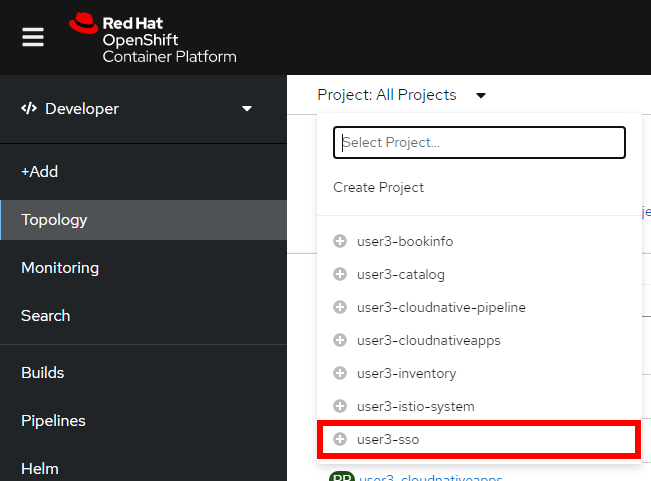 Red Hat
OpenShift
Container Platform
Developer
+Add
Topology
Monitoring
Search
Builds
Pipelines
Helm
Project: All Projects
Select Project...
Create Project
user3-bookinfo
user3-catalog
user3-cloudnative-pipeline
user3-cloudnativeapps
user3-inventory
user3-istio-system
user3-sso
user3-cloudnativeapps